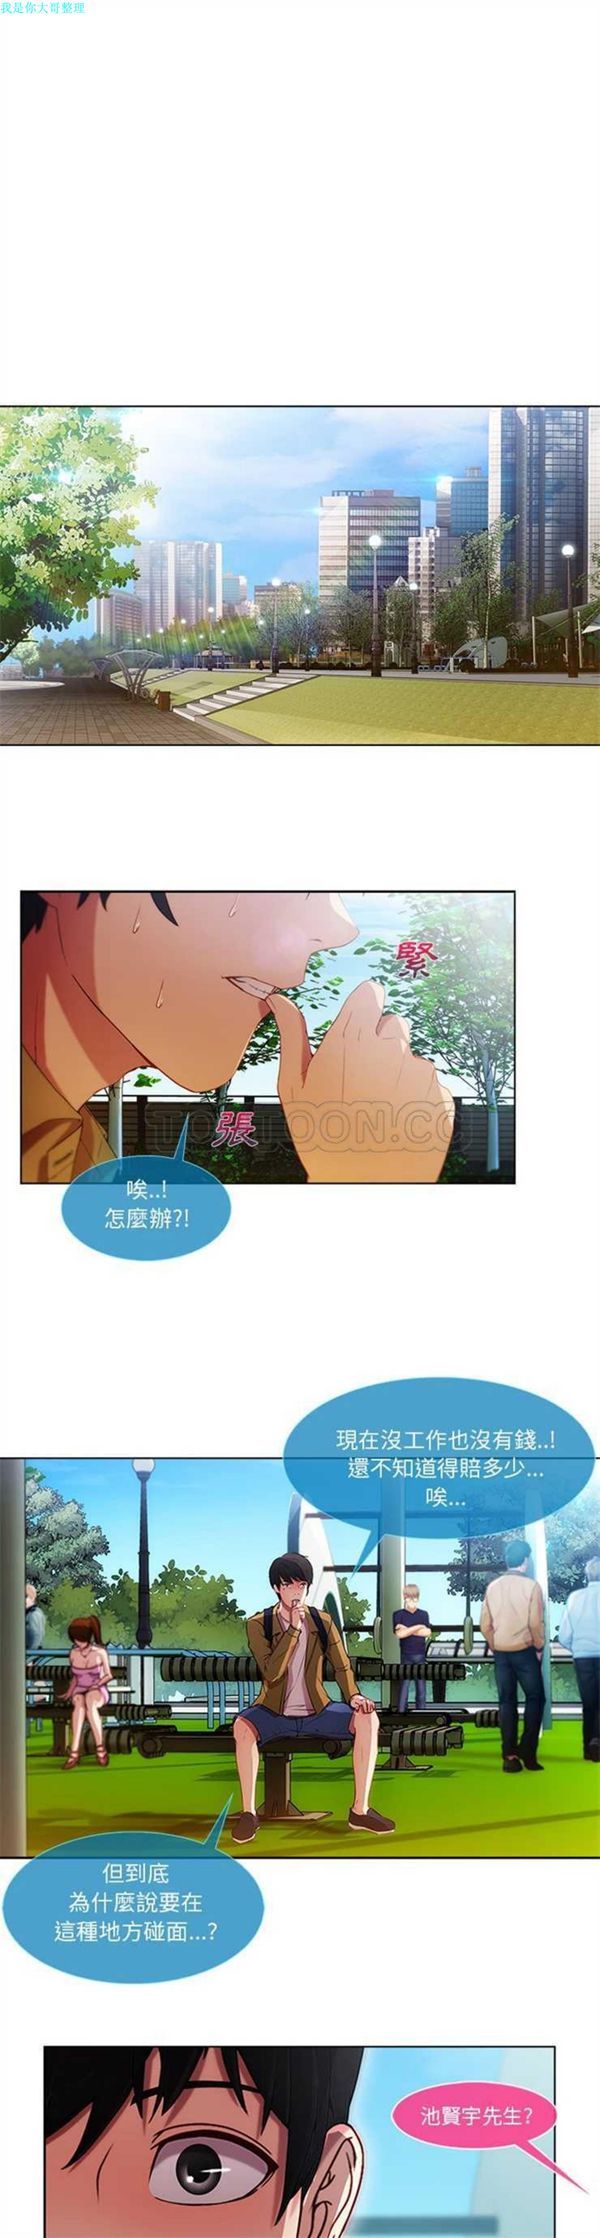 我是你大哥整理
緊
張
TOPTOON.CC
唉..!
怎麼辦?!
現在沒工作也沒有錢..!
還不知道得賠多少...
唉...
但到底
為什麼說要在
這種地方碰面...?
池賢宇先生?